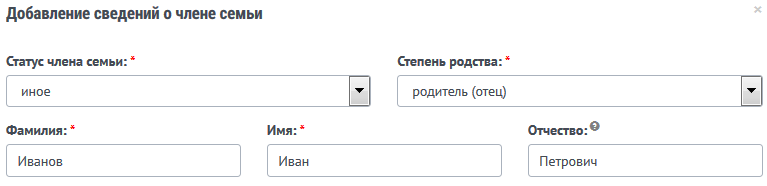 Добавление сведений о члене семьи ×
Статус члена семьи: * Степень родства: *
иное родитель (отец)
Фамилия: * Имя: * Отчество: ?
Иванов Иван Петрович